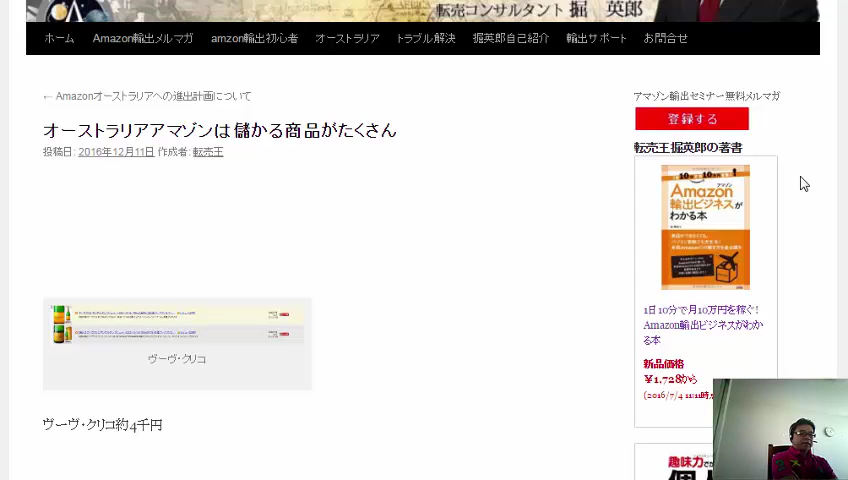 転売コンサルタント 掘 英郎
ホーム Amazon輸出メルマガ amzon輸出初心者 オーストラリア トラブル解決 掘英郎自己紹介 輸出サポート お問合せ
← Amazonオーストラリアへの進出計画について
オーストラリアアマゾンは儲かる商品がたくさん
投稿日: 2016年12月11日 作成者: 転売王
ヴーヴ・クリコ
ヴーヴ・クリコ約4千円
アマゾン輸出セミナー無料メルマガ
登録する
転売王掘英郎の著書
アマゾン
Amazon
輸出ビジネスが
わかる本
1日10分で月10万円を稼ぐ!
Amazon輸出ビジネスがわか
る本
新品価格
¥1,728から
(2016/7/4 11:11時点
趣味力で